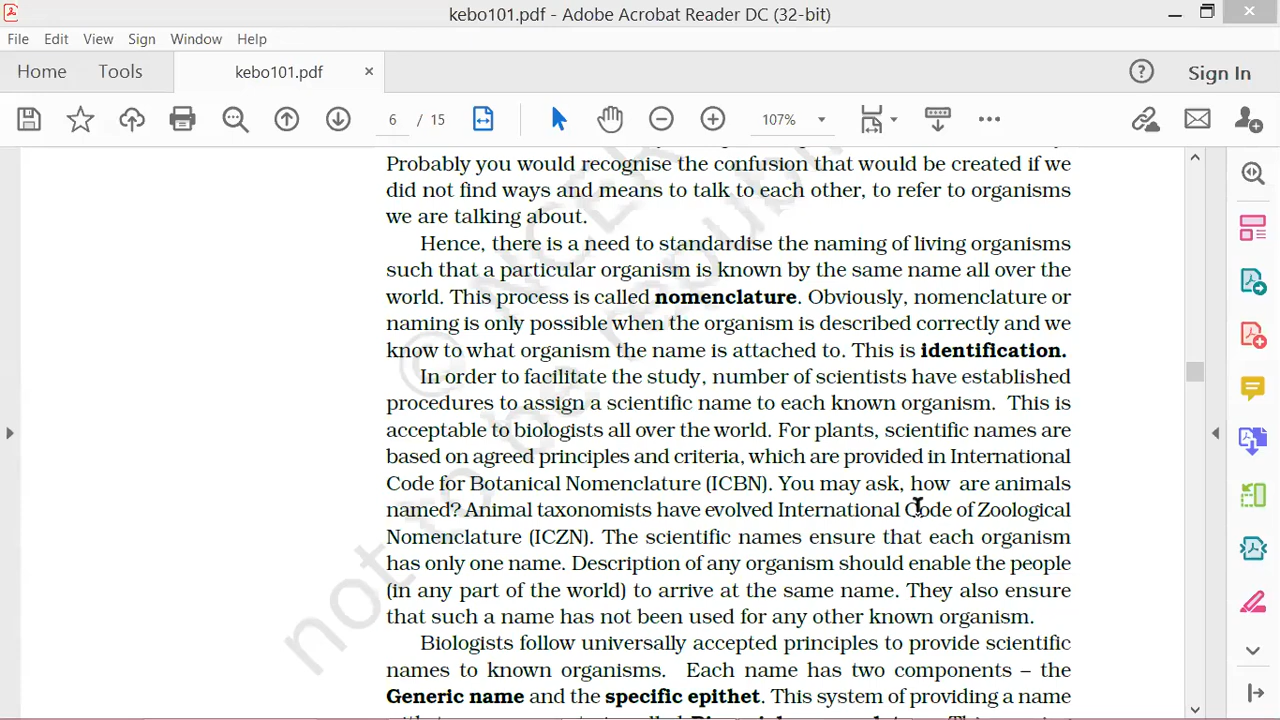 kebo101.pdf - Adobe Acrobat Reader DC (32-bit)
File Edit View Sign Window Help
Home Tools kebo101.pdf × Sign In
6 / 15 107%
Probably you would recognise the confusion that would be created if we
did not find ways and means to talk to each other, to refer to organisms
we are talking about.
Hence, there is a need to standardise the naming of living organisms
such that a particular organism is known by the same name all over the
world. This process is called nomenclature. Obviously, nomenclature or
naming is only possible when the organism is described correctly and we
know to what organism the name is attached to. This is identification.
In order to facilitate the study, number of scientists have established
procedures to assign a scientific name to each known organism. This is
acceptable to biologists all over the world. For plants, scientific names are
based on agreed principles and criteria, which are provided in International
Code for Botanical Nomenclature (ICBN). You may ask, how are animals
named? Animal taxonomists have evolved International Code of Zoological
Nomenclature (ICZN). The scientific names ensure that each organism
has only one name. Description of any organism should enable the people
(in any part of the world) to arrive at the same name. They also ensure
that such a name has not been used for any other known organism.
Biologists follow universally accepted principles to provide scientific
names to known organisms. Each name has two components – the
Generic name and the specific epithet. This system of providing a name
© NCER
not to be republi